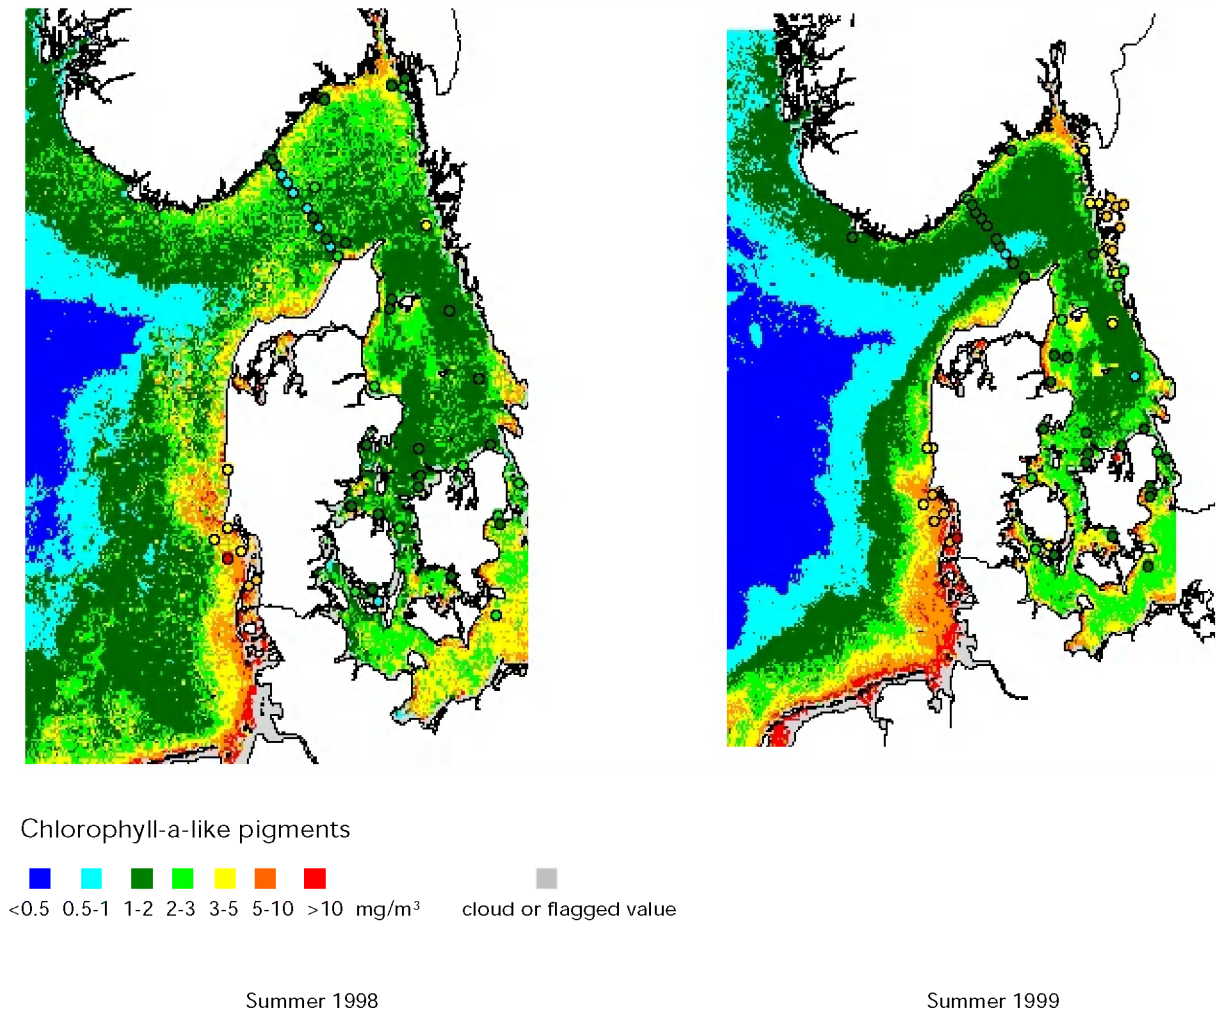 Chlorophyll-a-like pigments
<0.5 0.5-1 1-2 2-3 3-5 5-10 >10 mg/m³ cloud or flagged value
Summer 1998 Summer 1999